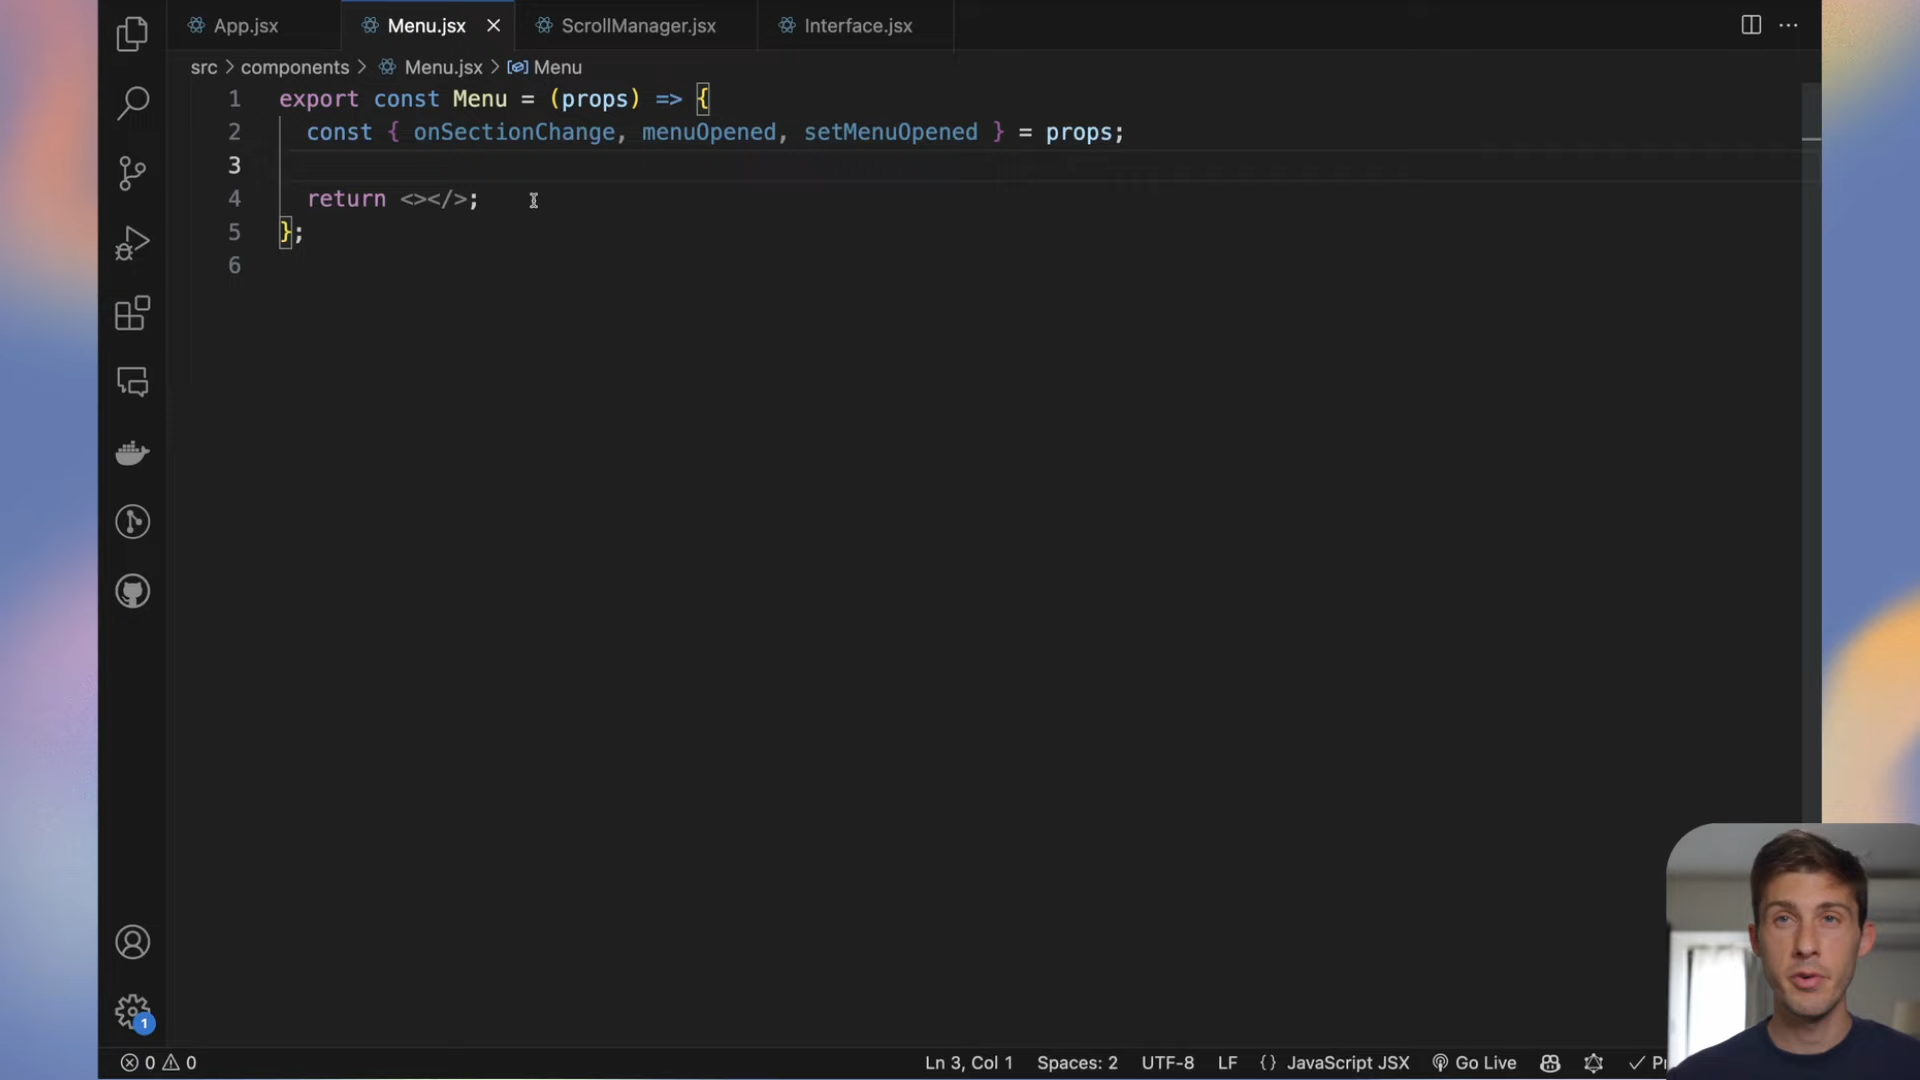 App.jsx
Menu.jsx
ScrollManager.jsx
Interface.jsx
src > components > Menu.jsx > Menu
1 export const Menu = (props) => {
2 const { onSectionChange, menuOpened, setMenuOpened } = props;
3
4 return <></>;
5 };
6
1
0 0 Ln 3, Col 1 Spaces: 2 UTF-8 LF {} JavaScript JSX Go Live